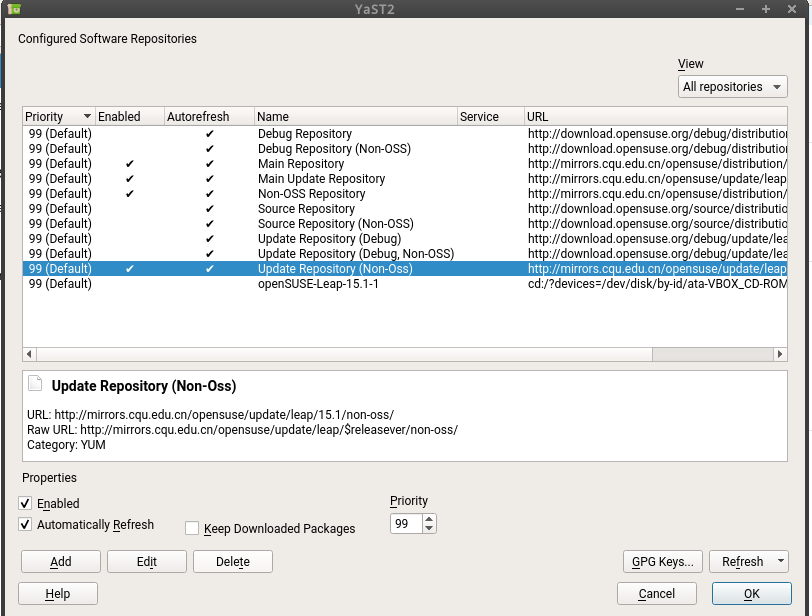 YaST2
Configured Software Repositories
View
All repositories
Priority Enabled Autorefresh Name Service URL
99 (Default) ✔ Debug Repository http://download.opensuse.org/debug/distribution
99 (Default) ✔ Debug Repository (Non-OSS) http://download.opensuse.org/debug/distribution
99 (Default) ✔ ✔ Main Repository http://mirrors.cqu.edu.cn/opensuse/distribution/
99 (Default) ✔ ✔ Main Update Repository http://mirrors.cqu.edu.cn/opensuse/update/leap
99 (Default) ✔ ✔ Non-OSS Repository http://mirrors.cqu.edu.cn/opensuse/distribution/
99 (Default) ✔ Source Repository http://download.opensuse.org/source/distributio
99 (Default) ✔ Source Repository (Non-OSS) http://download.opensuse.org/source/distributio
99 (Default) ✔ Update Repository (Debug) http://download.opensuse.org/debug/update/lea
99 (Default) ✔ Update Repository (Debug, Non-OSS) http://download.opensuse.org/debug/update/lea
99 (Default) ✔ ✔ Update Repository (Non-Oss) http://mirrors.cqu.edu.cn/opensuse/update/leap
99 (Default) openSUSE-Leap-15.1-1 cd:/?devices=/dev/disk/by-id/ata-VBOX_CD-ROM
Update Repository (Non-Oss)
URL: http://mirrors.cqu.edu.cn/opensuse/update/leap/15.1/non-oss/
Raw URL: http://mirrors.cqu.edu.cn/opensuse/update/leap/$releasever/non-oss/
Category: YUM
Properties
Enabled
Automatically Refresh
Keep Downloaded Packages
Priority
99
Add Edit Delete GPG Keys... Refresh
Help Cancel OK